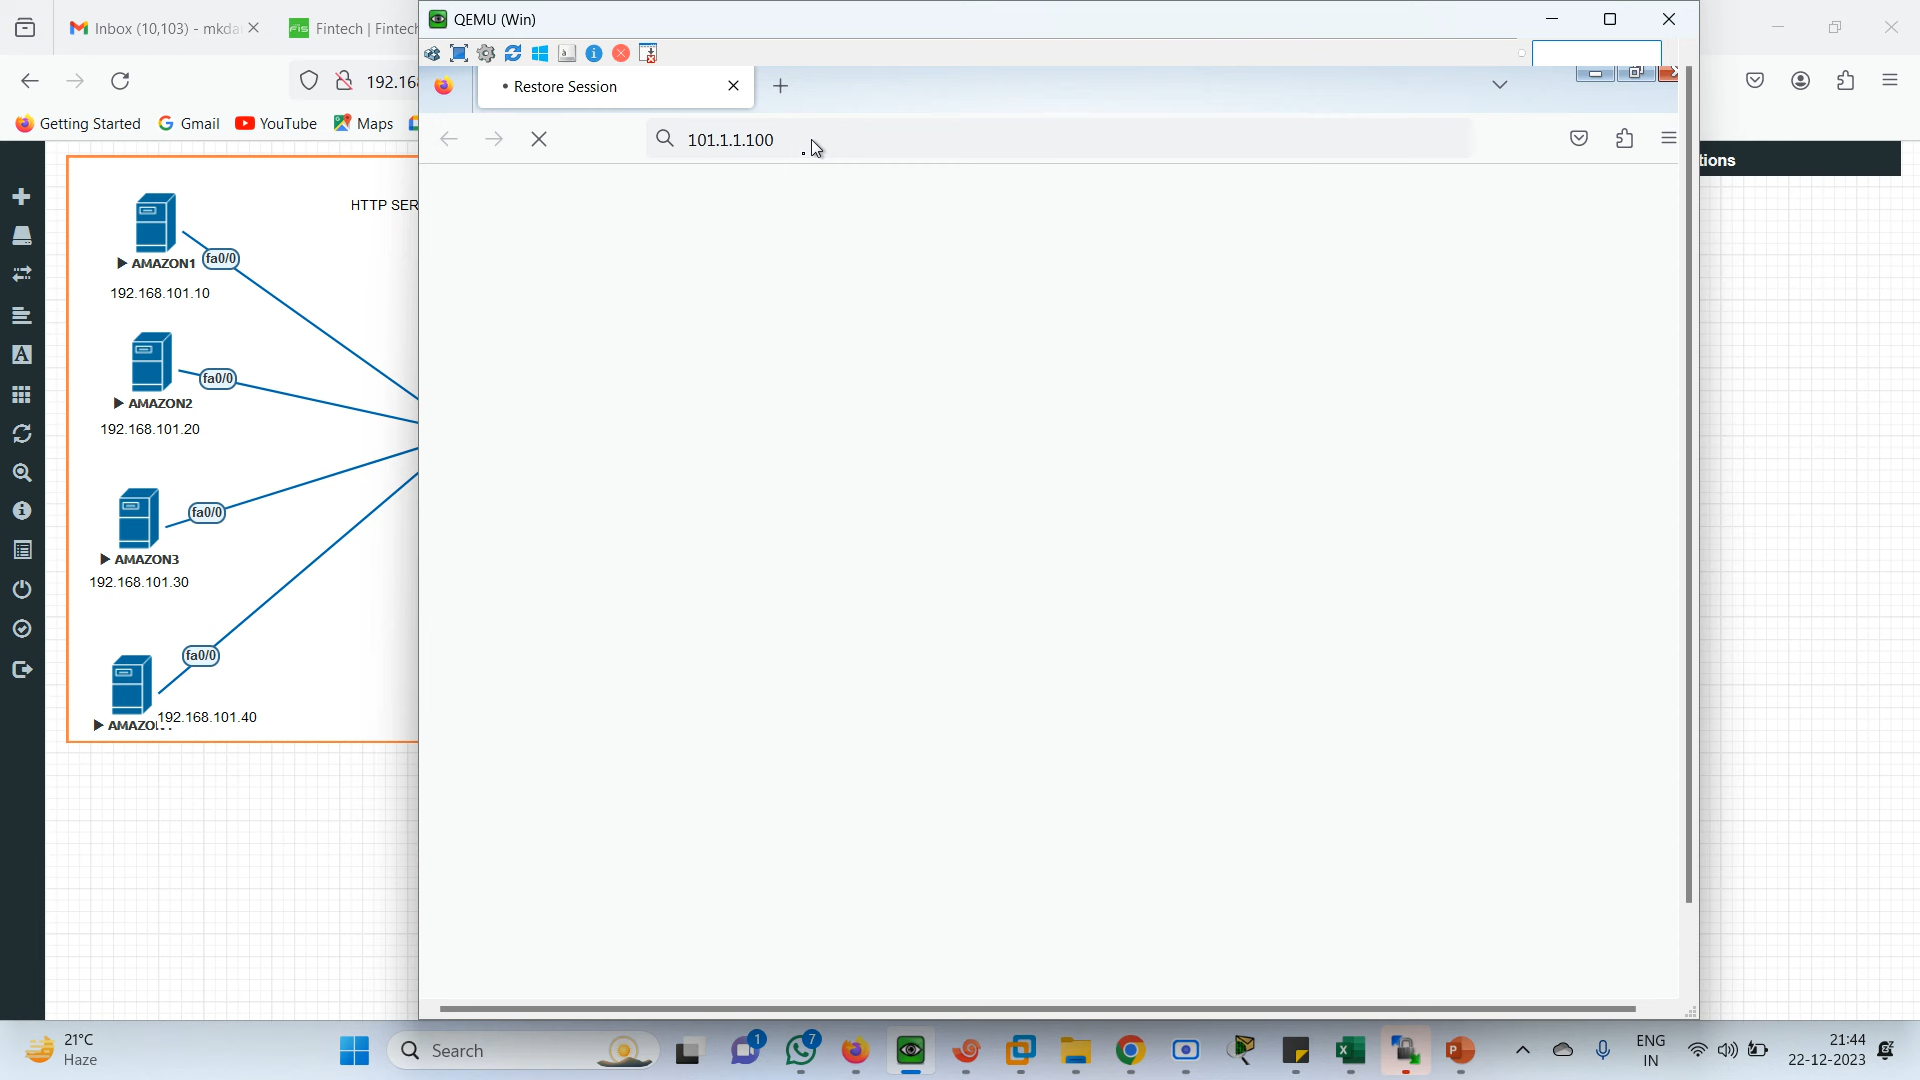 Inbox (10,103) - mkda
Fintech | Fintech
QEMU (Win)
192.16
• Restore Session
101.1.1.100
Getting Started
Gmail
YouTube
Maps
tions
HTTP SER
fa0/0
AMAZON1
192.168.101.10
fa0/0
AMAZON2
192.168.101.20
fa0/0
AMAZON3
192.168.101.30
fa0/0
192.168.101.40
21°C
Haze
Search
1
7
ENG
IN
21:44
22-12-2023